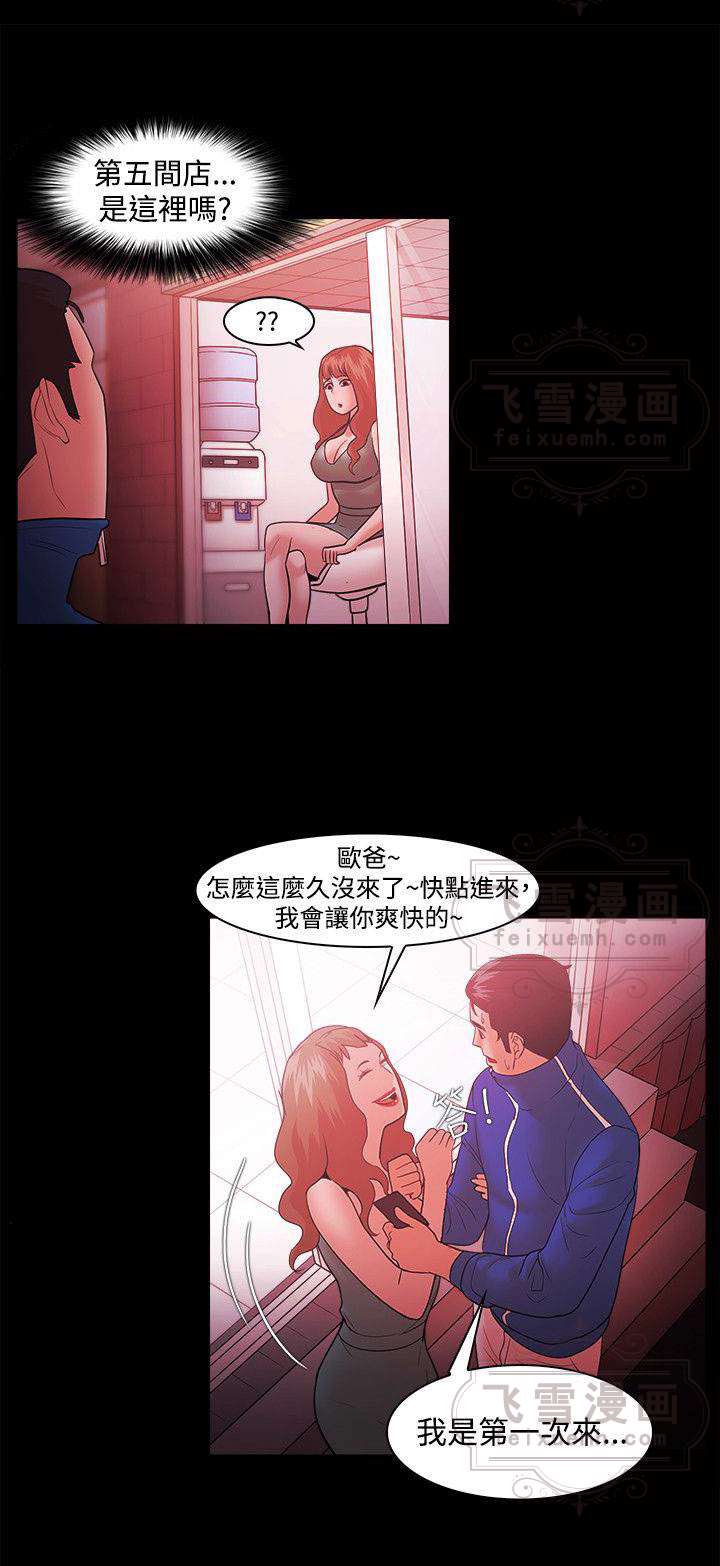 第五間店...
是這裡嗎?
??
飞雪漫画
feixuemh.com
歐爸~
怎麼這麼久沒來了~快點進來，
我會讓你爽快的~
飞雪漫画
feixuemh.com
答!
飞雪漫画
feixuemh.com
我是第一次來...